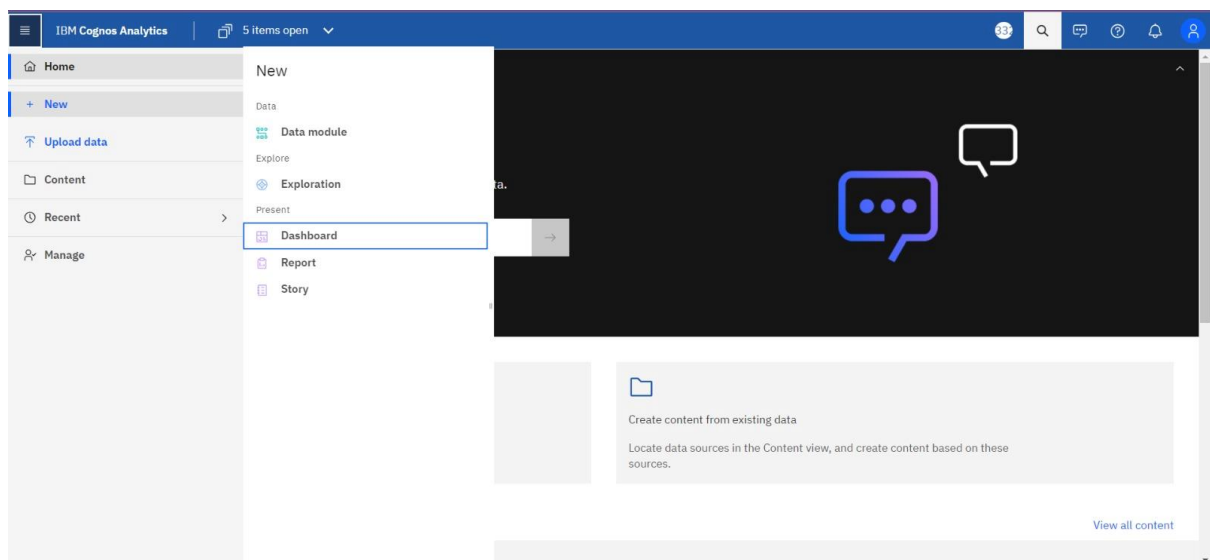 IBM Cognos Analytics
5 items open
Home
New
Upload data
Content
Recent
Manage
New
Data
Data module
Explore
Exploration
Present
Dashboard
Report
Story
ta.
Create content from existing data
Locate data sources in the Content view, and create content based on these
sources.
View all content